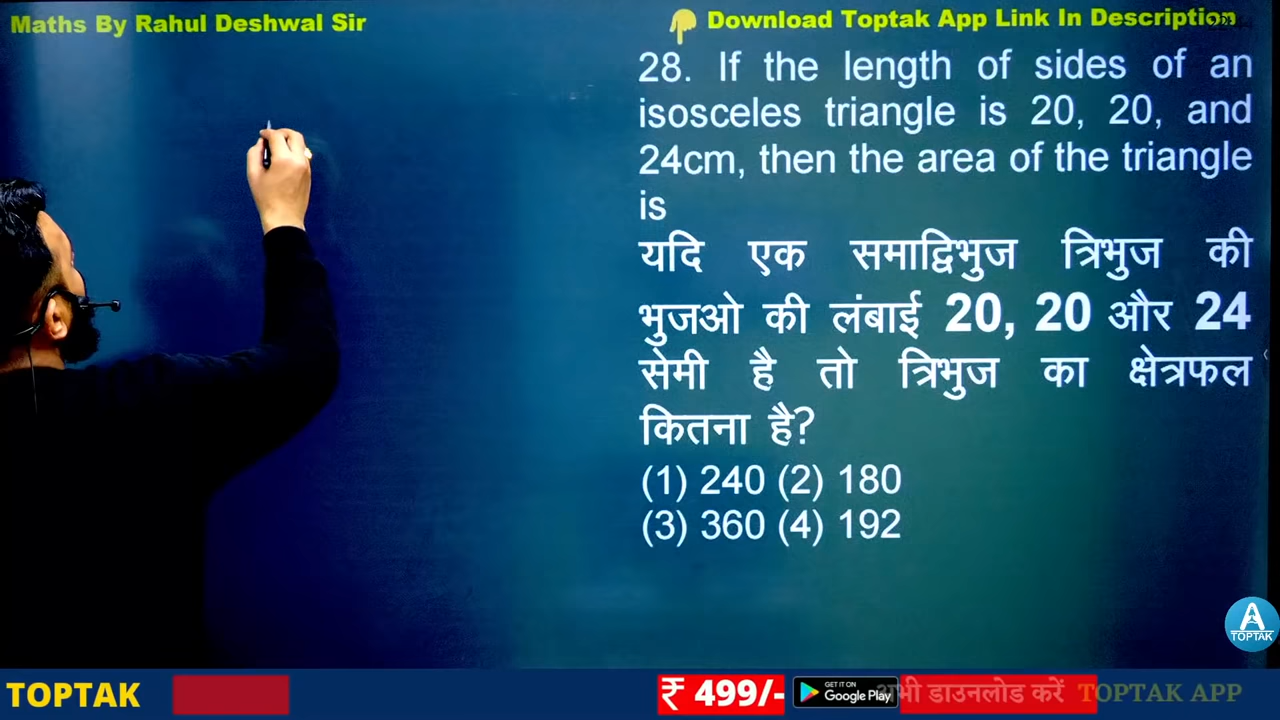 Maths By Rahul Deshwal Sir
Download Toptak App Link In Description
28. If the length of sides of an
isosceles triangle is 20, 20, and
24cm, then the area of the triangle
is
यदि एक समाद्विभुज त्रिभुज की
भुजओ की लंबाई 20, 20 और 24
सेमी है तो त्रिभुज का क्षेत्रफल
कितना है?
(1) 240 (2) 180
(3) 360 (4) 192
A
TOPTAK
TOPTAK
₹ 499/-
GET IT ON
Google Play
अभी डाउनलोड करें TOPTAK APP